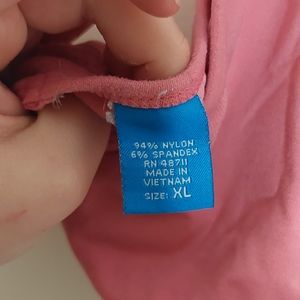 94% NYLON
6% SPANDEX
RN 48711
MADE IN
VIETNAM
SIZE: XL